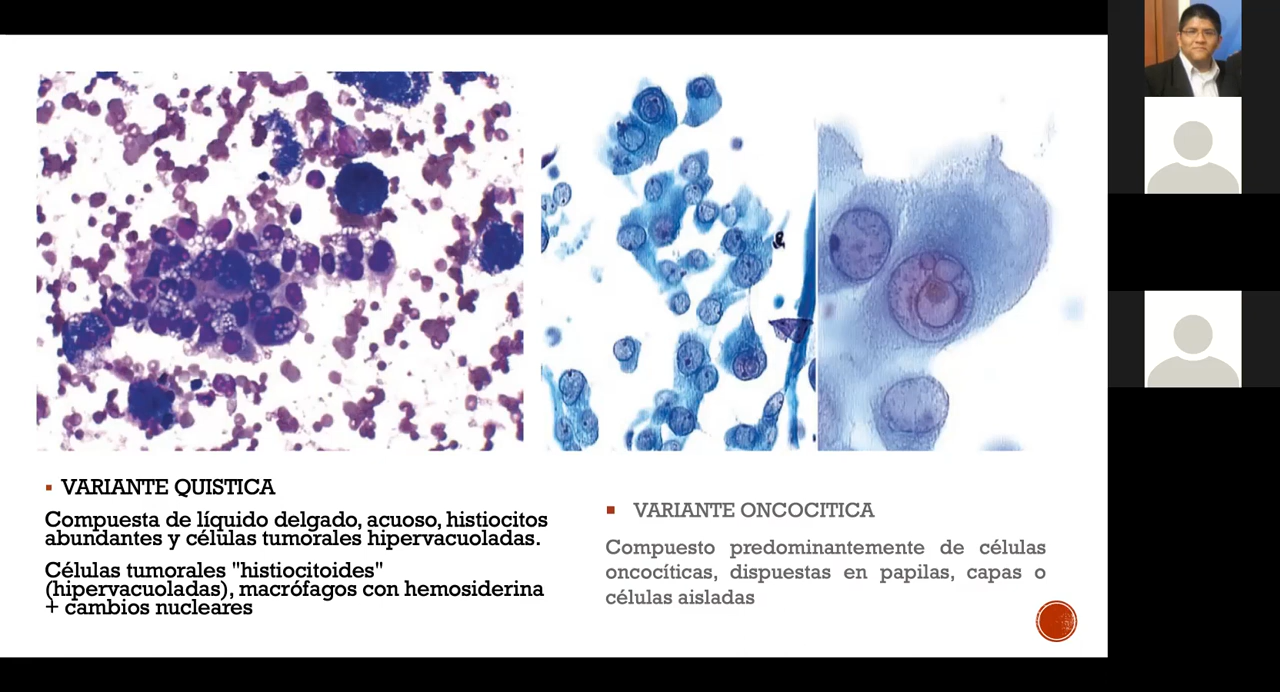 VARIANTE QUISTICA
Compuesta de líquido delgado, acuoso, histiocitos
abundantes y células tumorales hipervacuoladas.
Células tumorales "histiocitoides"
(hipervacuoladas), macrófagos con hemosiderina
+ cambios nucleares
VARIANTE ONCOCITICA
Compuesto predominantemente de células
oncocíticas, dispuestas en papilas, capas o
células aisladas